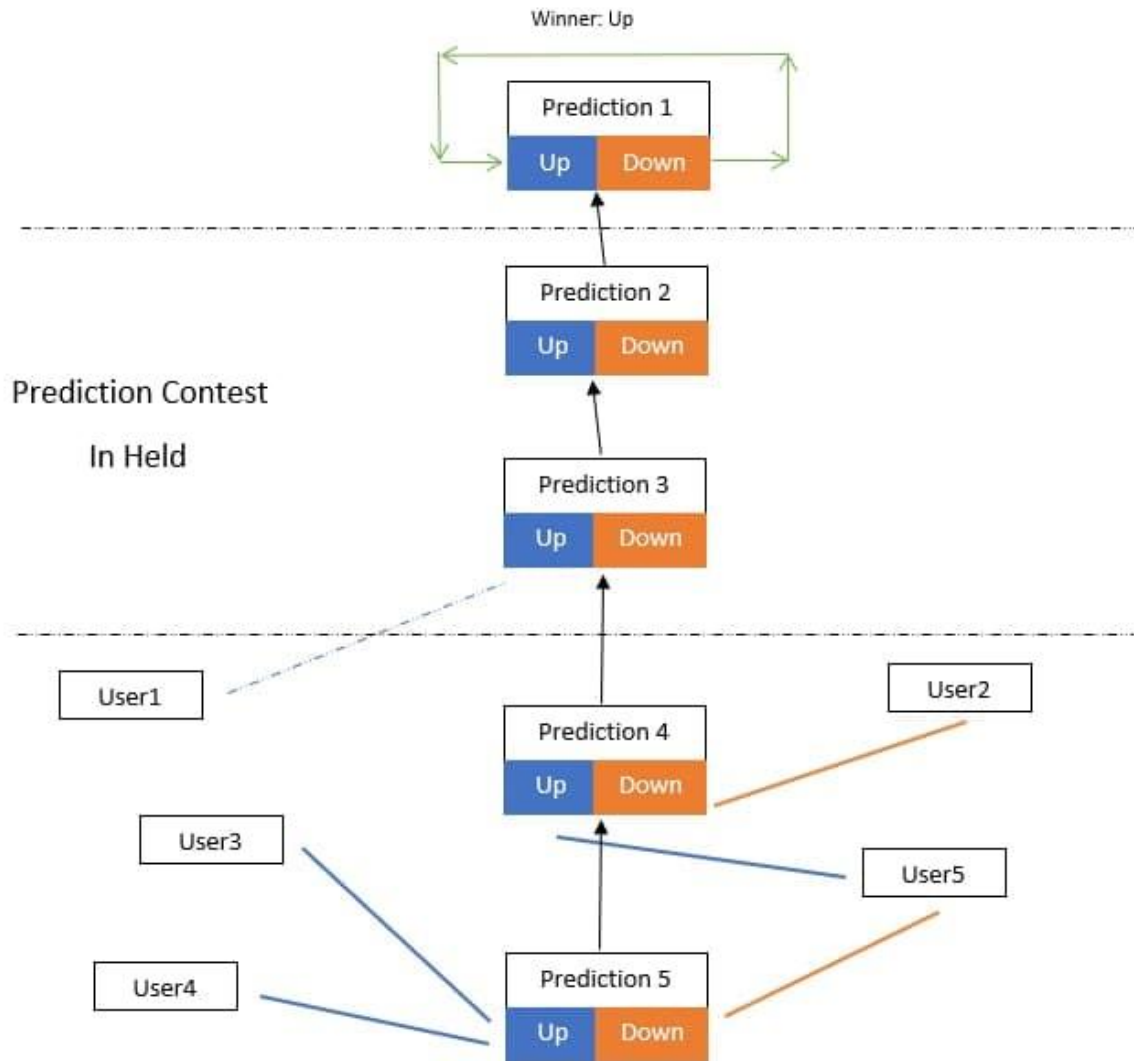 Winner: Up
Prediction 1
Up Down
Prediction 2
Up Down
Prediction Contest
In Held
Prediction 3
Up Down
User1
User2
Prediction 4
Up Down
User3
User5
User4
Prediction 5
Up Down